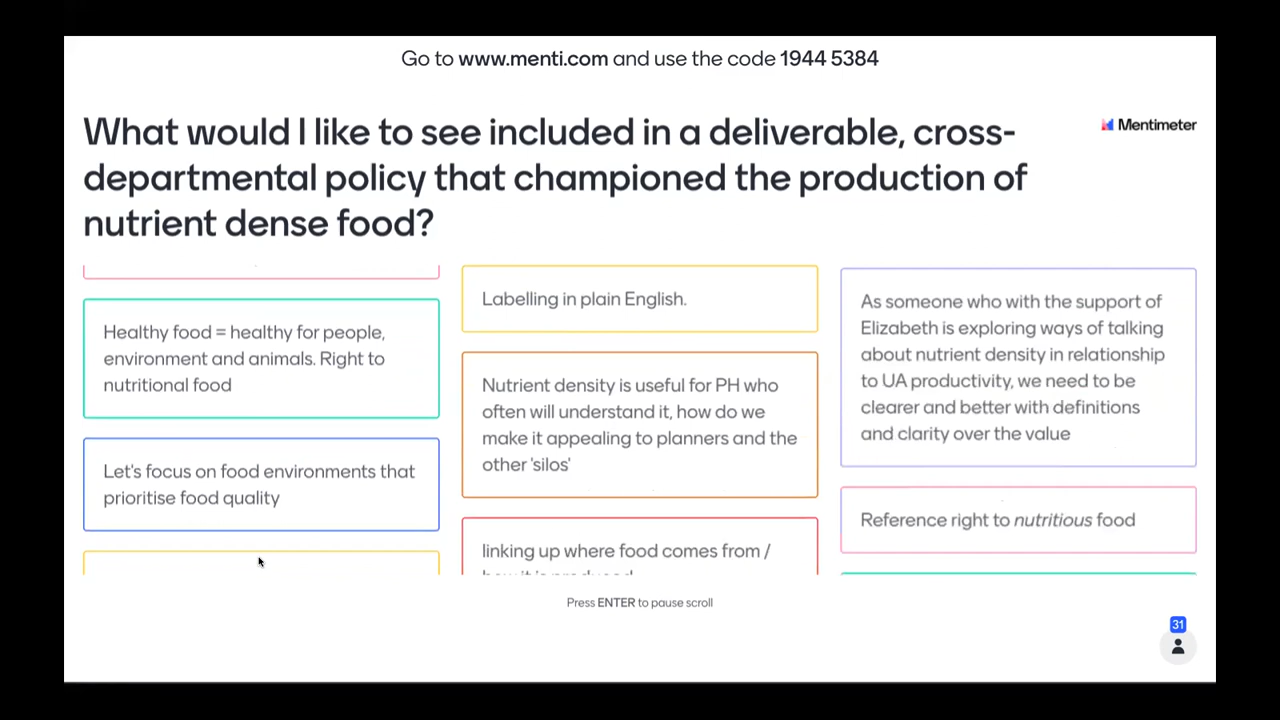 Go to www.menti.com and use the code 1944 5384
What would I like to see included in a deliverable, cross-
departmental policy that championed the production of
nutrient dense food?
Mentimeter
Healthy food = healthy for people,
environment and animals. Right to
nutritional food
Let's focus on food environments that
prioritise food quality
Labelling in plain English.
Nutrient density is useful for PH who
often will understand it, how do we
make it appealing to planners and the
other 'silos'
linking up where food comes from /
As someone who with the support of
Elizabeth is exploring ways of talking
about nutrient density in relationship
to UA productivity, we need to be
clearer and better with definitions
and clarity over the value
Reference right to nutritious food
Press ENTER to pause scroll
31